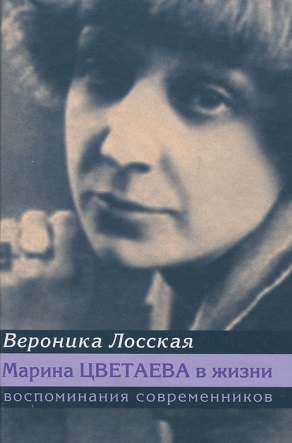 Вероника Лосская
Марина ЦВЕТАЕВА в жизни
воспоминания современников